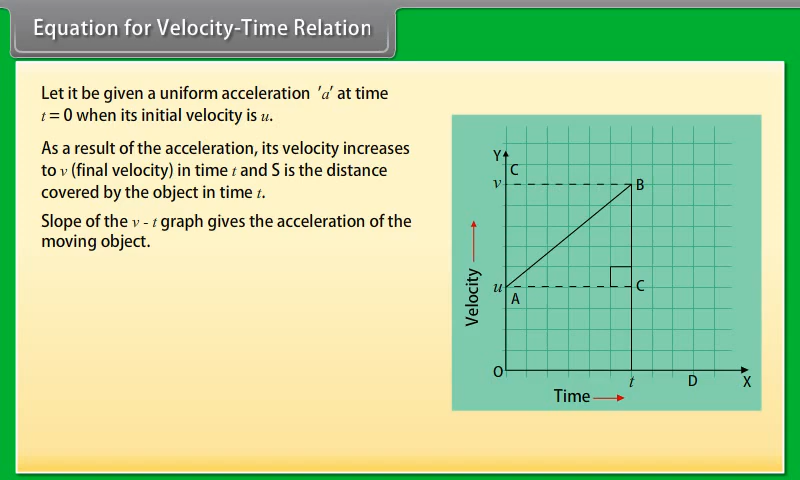 Equation for Velocity-Time Relation
Let it be given a uniform acceleration 'a' at time
t = 0 when its initial velocity is u.
As a result of the acceleration, its velocity increases
to v (final velocity) in time t and S is the distance
covered by the object in time t.
Slope of the v - t graph gives the acceleration of the
moving object.
Y
C
v
B
Velocity
u
A
C
O
t
D
X
Time